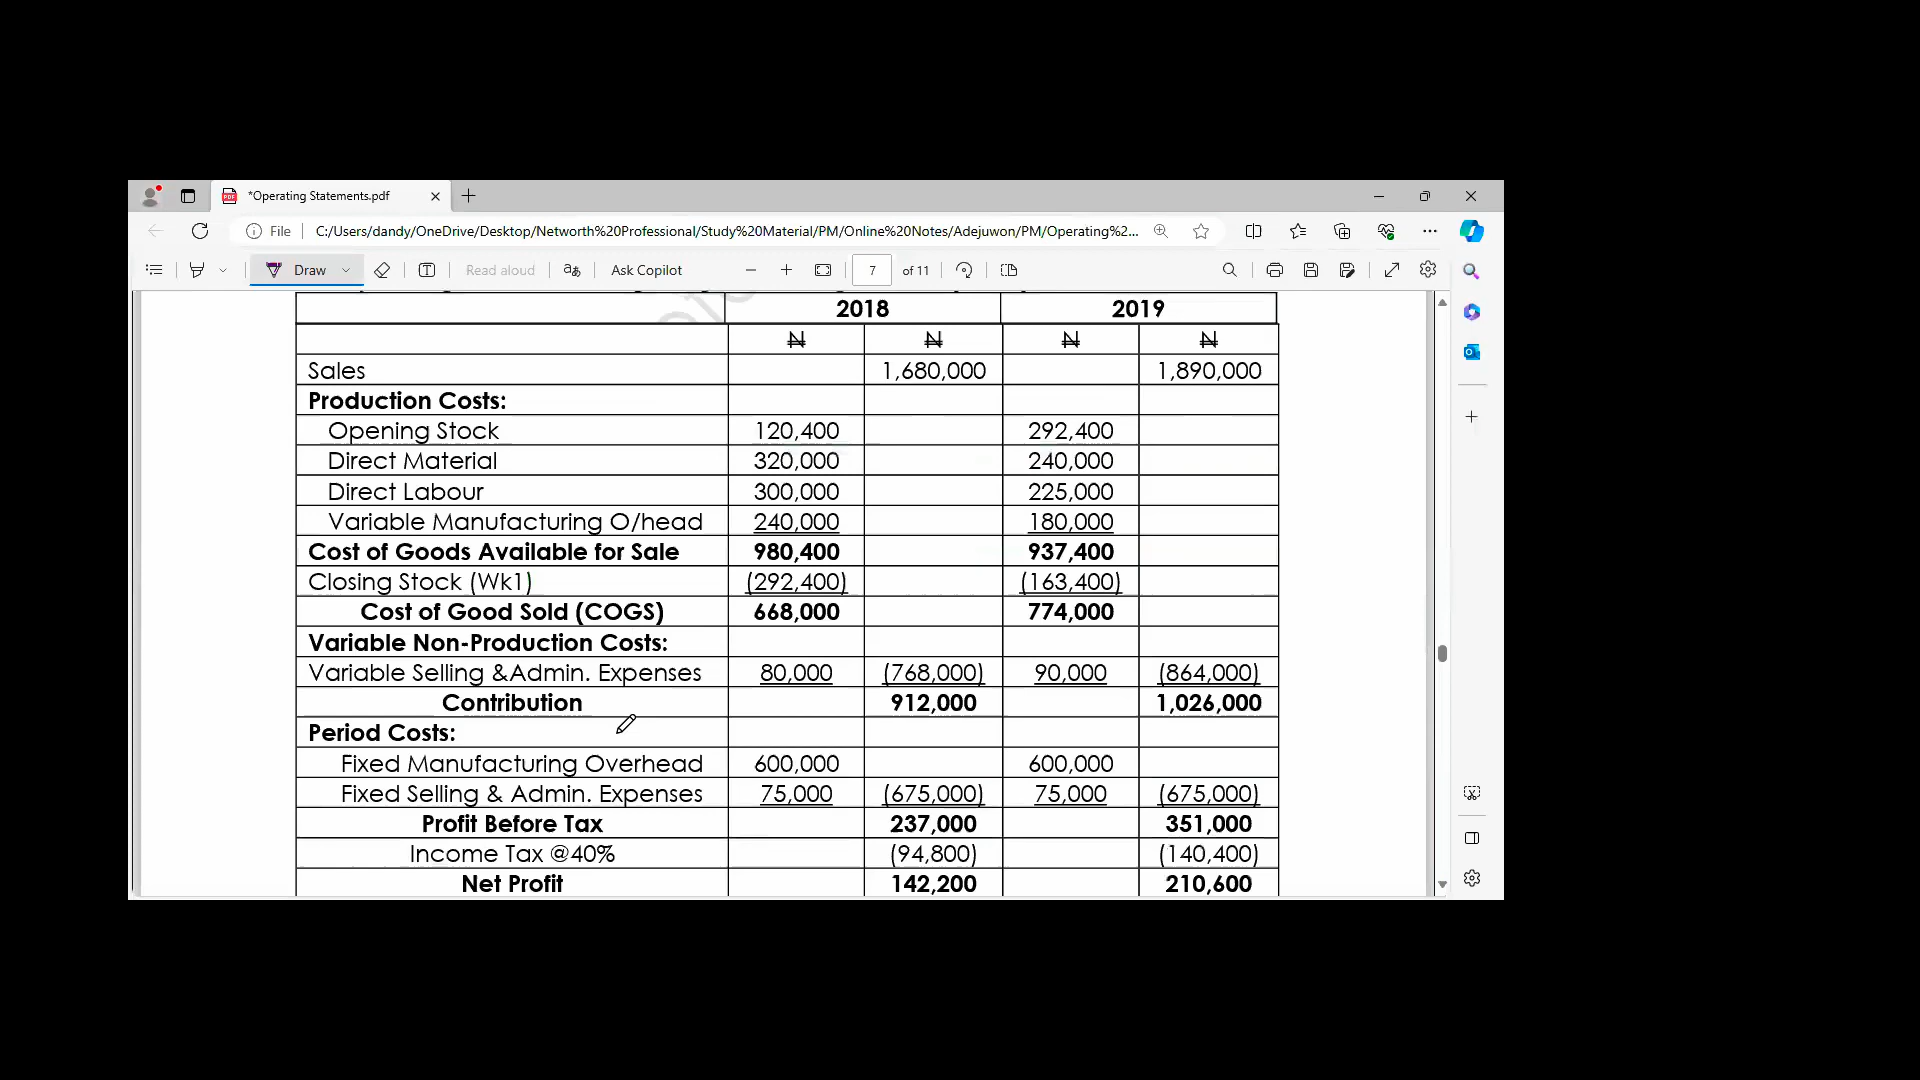 *Operating Statements.pdf
File C:/Users/dandy/OneDrive/Desktop/Networth%20Professional/Study%20Material/PM/Online%20Notes/Adejuwon/PM/Operating%2...
Draw Read aloud Ask Copilot 7 of 11
2018 2019
₦ ₦ ₦ ₦
Sales 1,680,000 1,890,000
Production Costs:
Opening Stock 120,400 292,400
Direct Material 320,000 240,000
Direct Labour 300,000 225,000
Variable Manufacturing O/head 240,000 180,000
Cost of Goods Available for Sale 980,400 937,400
Closing Stock (Wk1) (292,400) (163,400)
Cost of Good Sold (COGS) 668,000 774,000
Variable Non-Production Costs:
Variable Selling &Admin. Expenses 80,000 (768,000) 90,000 (864,000)
Contribution 912,000 1,026,000
Period Costs:
Fixed Manufacturing Overhead 600,000 600,000
Fixed Selling & Admin. Expenses 75,000 (675,000) 75,000 (675,000)
Profit Before Tax 237,000 351,000
Income Tax @40% (94,800) (140,400)
Net Profit 142,200 210,600